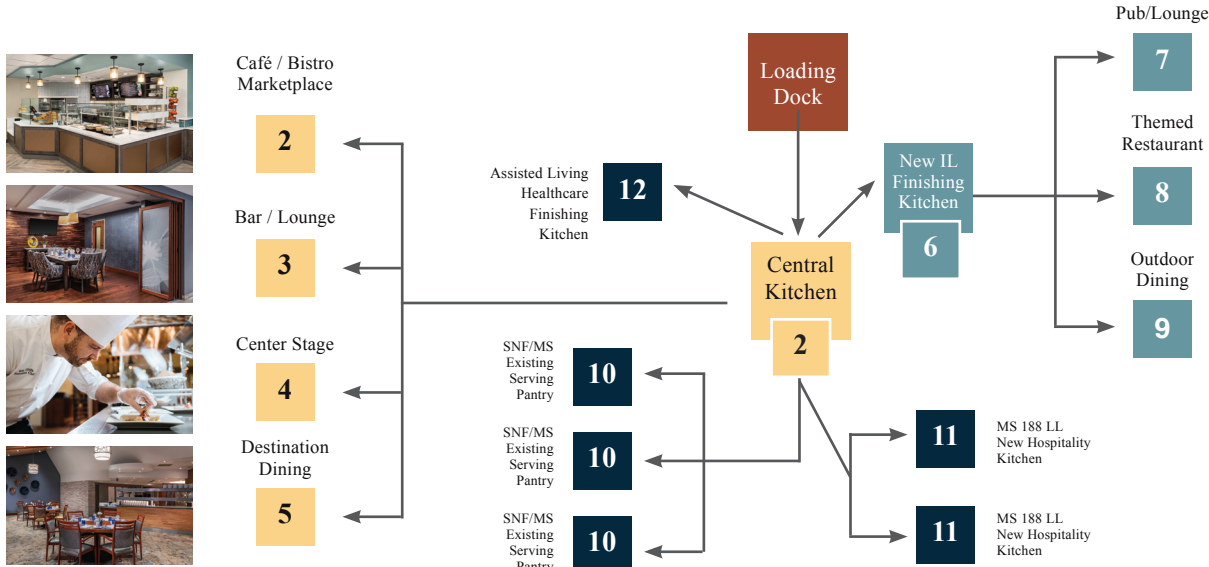 Café / Bistro
Marketplace
2
Bar / Lounge
3
Center Stage
4
Destination
Dining
5
Assisted Living
Healthcare
Finishing
Kitchen
12
Loading
Dock
Central
Kitchen
2
New IL
Finishing
Kitchen
6
Pub/Lounge
7
Themed
Restaurant
8
Outdoor
Dining
9
SNF/MS
Existing
Serving
Pantry
10
SNF/MS
Existing
Serving
Pantry
10
SNF/MS
Existing
Serving
Pantry
10
11
MS 188 LL
New Hospitality
Kitchen
11
MS 188 LL
New Hospitality
Kitchen